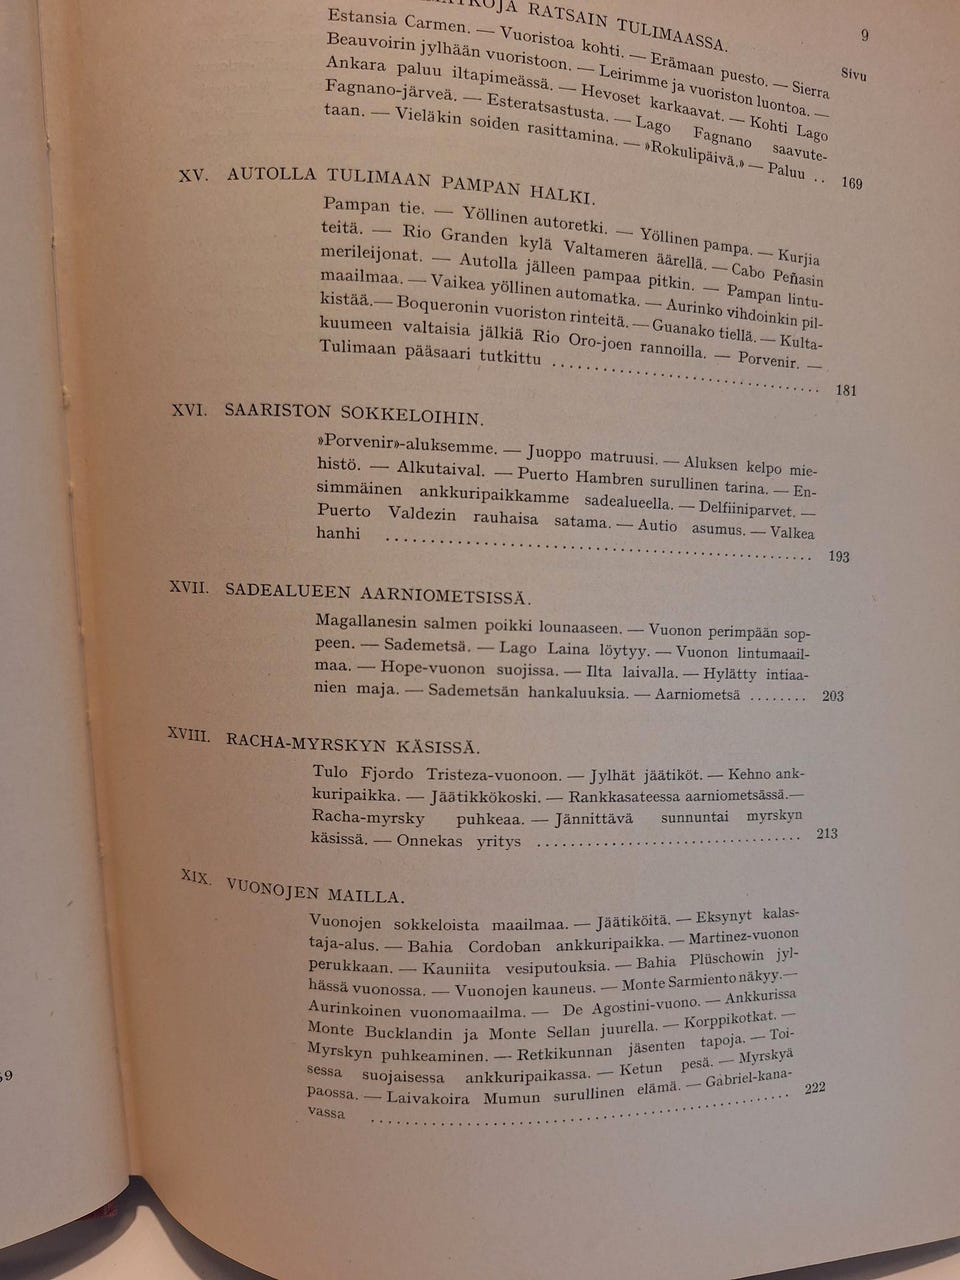 RATSAIN TULIMAASSA.
9
Sivu
Estansia Carmen. — Vuoristoa kohti. — Erämaan puesto. — Sierra
Beauvoirin jylhään vuoristoon. — Leirimme ja vuoriston luontoa. —
Ankara paluu iltapimeässä. — Hevoset karkaavat. — Kohti Lago
Fagnano-järveä. — Esteratsastusta. — Lago Fagnano saavute-
taan. — Vieläkin soiden rasittamina. — »Rokulipäivä.» — Paluu .. 169
XV. AUTOLLA TULIMAAN PAMPAN HALKI.
Pampan tie. — Yöllinen autoretki. — Yöllinen pampa. — Kurjia
teitä. — Rio Granden kylä Valtameren äärellä. — Cabo Peñasin
merileijonat. — Autolla jälleen pampaa pitkin. — Pampan lintu-
maailmaa. — Vaikea yöllinen automatka. — Aurinko vihdoinkin pil-
kistää.— Boqueronin vuoriston rinteitä. — Guanako tiellä. — Kulta-
kuumeen valtaisia jälkiä Rio Oro-joen rannoilla. — Porvenir. —
Tulimaan pääsaari tutkittu ................................ 181
XVI. SAARISTON SOKKELOIHIN.
»Porvenir»-aluksemme. — Juoppo matruusi. — Aluksen kelpo mie-
histö. — Alkutaival. — Puerto Hambren surullinen tarina. — En-
simmäinen ankkuripaikkamme sadealueella. — Delfiiniparvet. —
Puerto Valdezin rauhaisa satama. — Autio asumus. — Valkea
hanhi .................................................... 193
XVII. SADEALUEEN AARNIOMETSISSÄ.
Magallanesin salmen poikki lounaaseen. — Vuonon perimpään sop-
peen. — Sademetsä. — Lago Laina löytyy. — Vuonon lintumaail-
maa. — Hope-vuonon suojissa. — Ilta laivalla. — Hylätty intiaa-
nien maja. — Sademetsän hankaluuksia. — Aarniometsä ........ 203
XVIII. RACHA-MYRSKYN KÄSISSÄ.
Tulo Fjordo Tristeza-vuonoon. — Jylhät jäätiköt. — Kehno ank-
kuripaikka. — Jäätikkökoski. — Rankkasateessa aarniometsässä.—
Racha-myrsky puhkeaa. — Jännittävä sunnuntai myrskyn
käsissä. — Onnekas yritys ................................ 213
XIX. VUONOJEN MAILLA.
Vuonojen sokkeloista maailmaa. — Jäätiköitä. — Eksynyt kalas-
taja-alus. — Bahia Cordoban ankkuripaikka. — Martinez-vuonon
perukkaan. — Kauniita vesiputouksia. — Bahia Plüschowin jyl-
hässä vuonossa. — Vuonojen kauneus. — Monte Sarmiento näkyy.—
Aurinkoinen vuonomaailma. — De Agostini-vuono. — Ankkurissa
Monte Bucklandin ja Monte Sellan juurella. — Korppikotkat. —
Myrskyn puhkeaminen. — Retkikunnan jäsenten tapoja. — Toi-
sessa suojaisessa ankkuripaikassa. — Ketun pesä. — Myrskyä
paossa. — Laivakoira Mumun surullinen elämä. — Gabriel-kana-
vassa .................................................... 222